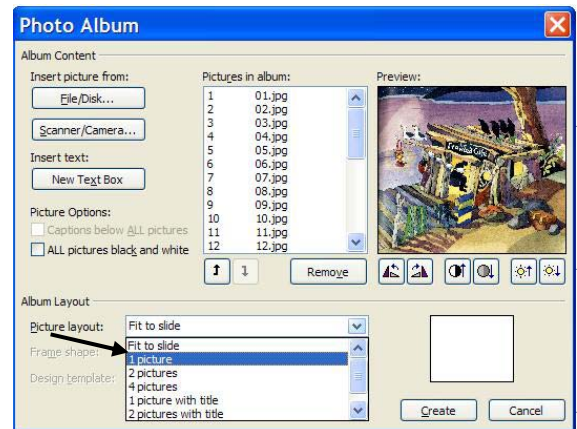 Photo Album
Album Content
Insert picture from:
File/Disk...
Scanner/Camera...
Insert text:
New Text Box
Picture Options:
Captions below ALL pictures
ALL pictures black and white
Pictures in album:
1 01.jpg
2 02.jpg
3 03.jpg
4 04.jpg
5 05.jpg
6 06.jpg
7 07.jpg
8 08.jpg
9 09.jpg
10 10.jpg
11 11.jpg
12 12.jpg
Remove
Preview:
Album Layout
Picture layout:
Fit to slide
Frame shape:
Design template:
Fit to slide
1 picture
2 pictures
4 pictures
1 picture with title
2 pictures with title
Create
Cancel